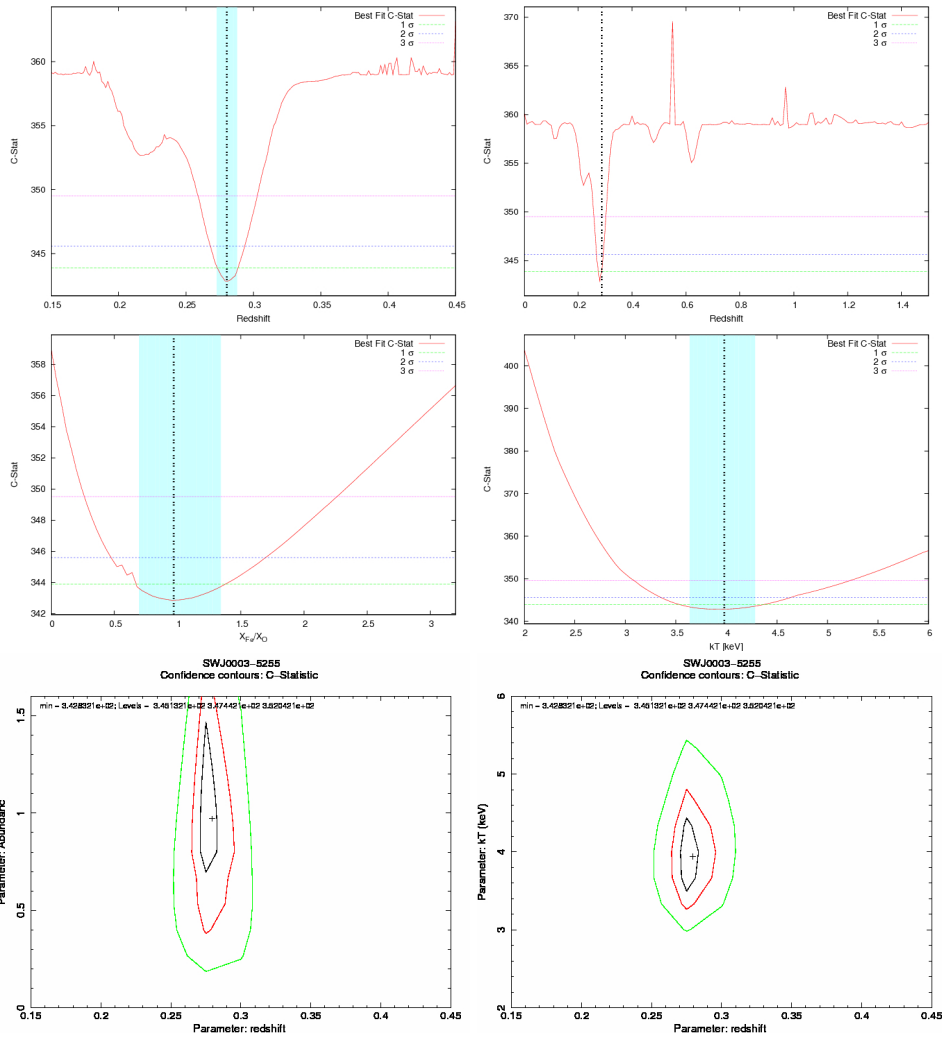 Best Fit C-Stat
1 σ
2 σ
3 σ
360
355
350
345
C-Stat
0.15 0.2 0.25 0.3 0.35 0.4 0.45
Redshift
Best Fit C-Stat
1 σ
2 σ
3 σ
370
365
360
355
350
345
C-Stat
0 0.2 0.4 0.6 0.8 1 1.2 1.4
Redshift
Best Fit C-Stat
1 σ
2 σ
3 σ
358
356
354
352
350
348
346
344
342
C-Stat
0 0.5 1 1.5 2 2.5 3
X_Fe/X_O
Best Fit C-Stat
1 σ
2 σ
3 σ
400
390
380
370
360
350
340
C-Stat
2 2.5 3 3.5 4 4.5 5 5.5 6
kT [keV]
SWJ0003-5255
Confidence contours: C-Statistic
min = 3.428321e+02; Levels = 3.451321e+02 3.474421e+02 3.520421e+02
1.5
1
0.5
0
Parameter: Abundanc
0.15 0.2 0.25 0.3 0.35 0.4 0.45
Parameter: redshift
SWJ0003-5255
Confidence contours: C-Statistic
min = 3.428321e+02; Levels = 3.451321e+02 3.474421e+02 3.520421e+02
6
5
4
3
2
Parameter: kT (keV)
0.15 0.2 0.25 0.3 0.35 0.4 0.45
Parameter: redshift